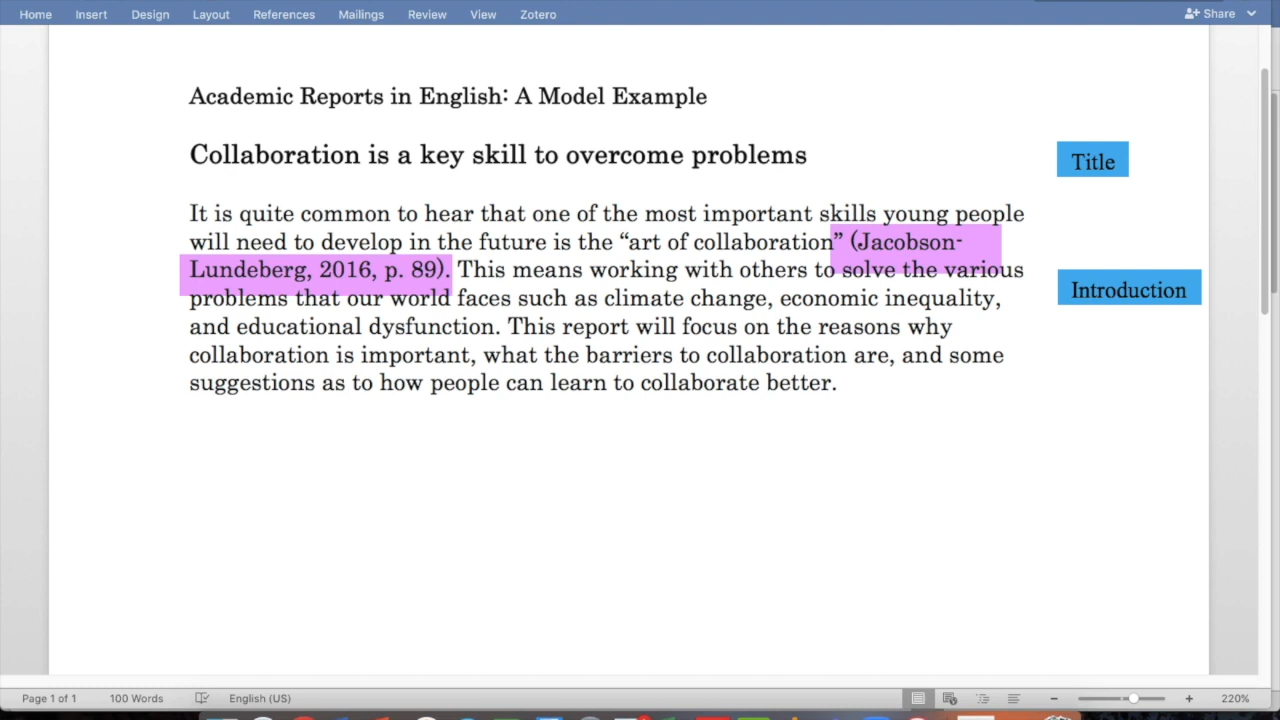 Home Insert Design Layout References Mailings Review View Zotero Share
Academic Reports in English: A Model Example
Collaboration is a key skill to overcome problems
Title
It is quite common to hear that one of the most important skills young people
will need to develop in the future is the “art of collaboration” (Jacobson-
Lundeberg, 2016, p. 89). This means working with others to solve the various
problems that our world faces such as climate change, economic inequality,
and educational dysfunction. This report will focus on the reasons why
collaboration is important, what the barriers to collaboration are, and some
suggestions as to how people can learn to collaborate better.
Introduction
Page 1 of 1 100 Words English (US) 220%